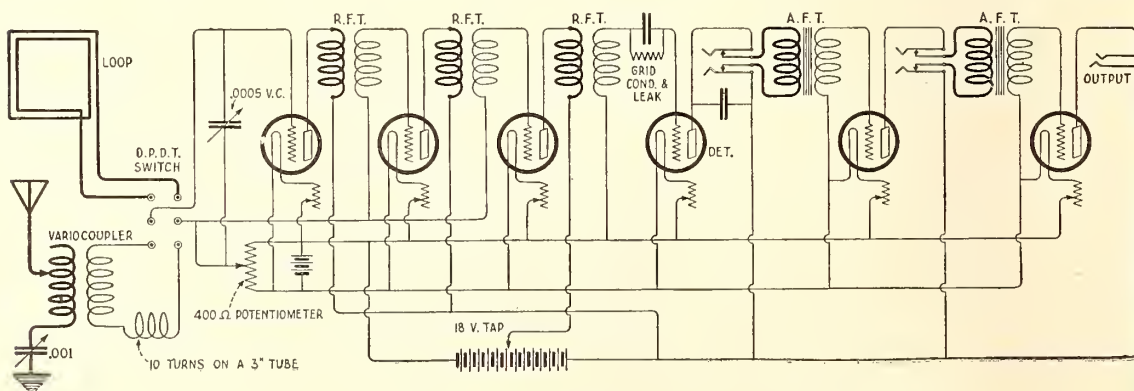 R.F.T.
R.F.T.
R.F.T.
A.F.T.
A.F.T.
LOOP
GRID
COND. &
LEAK
OUTPUT
.0005 V.C.
D.P.D.T.
SWITCH
DET.
VARIOCOUPLER
400 Ω POTENTIOMETER
18 V. TAP
.001
10 TURNS ON A 3" TUBE